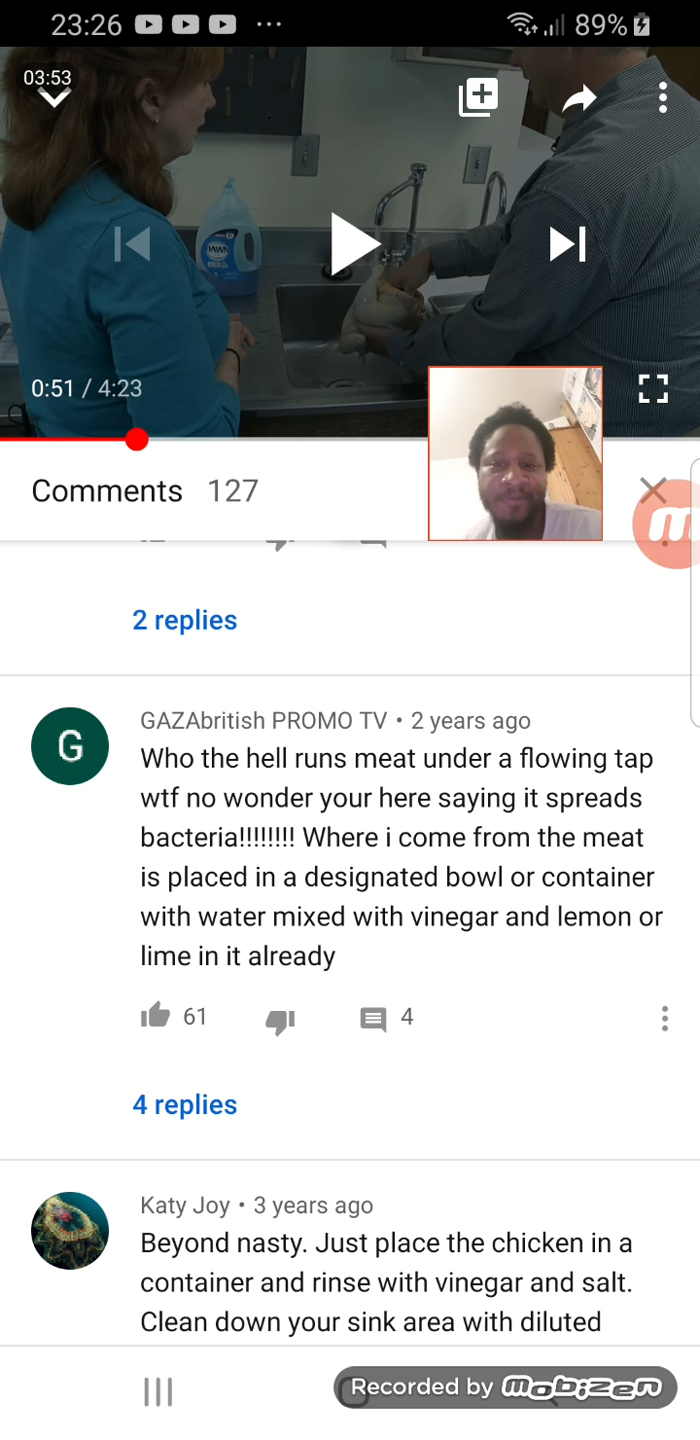 23:26 ... 89%
03:53
DAWN
0:51 / 4:23
Comments 127
2 replies
G
GAZAbritish PROMO TV • 2 years ago
Who the hell runs meat under a flowing tap
wtf no wonder your here saying it spreads
bacteria!!!!!!!! Where i come from the meat
is placed in a designated bowl or container
with water mixed with vinegar and lemon or
lime in it already
61 4
4 replies
Katy Joy • 3 years ago
Beyond nasty. Just place the chicken in a
container and rinse with vinegar and salt.
Clean down your sink area with diluted
Recorded by mobizen